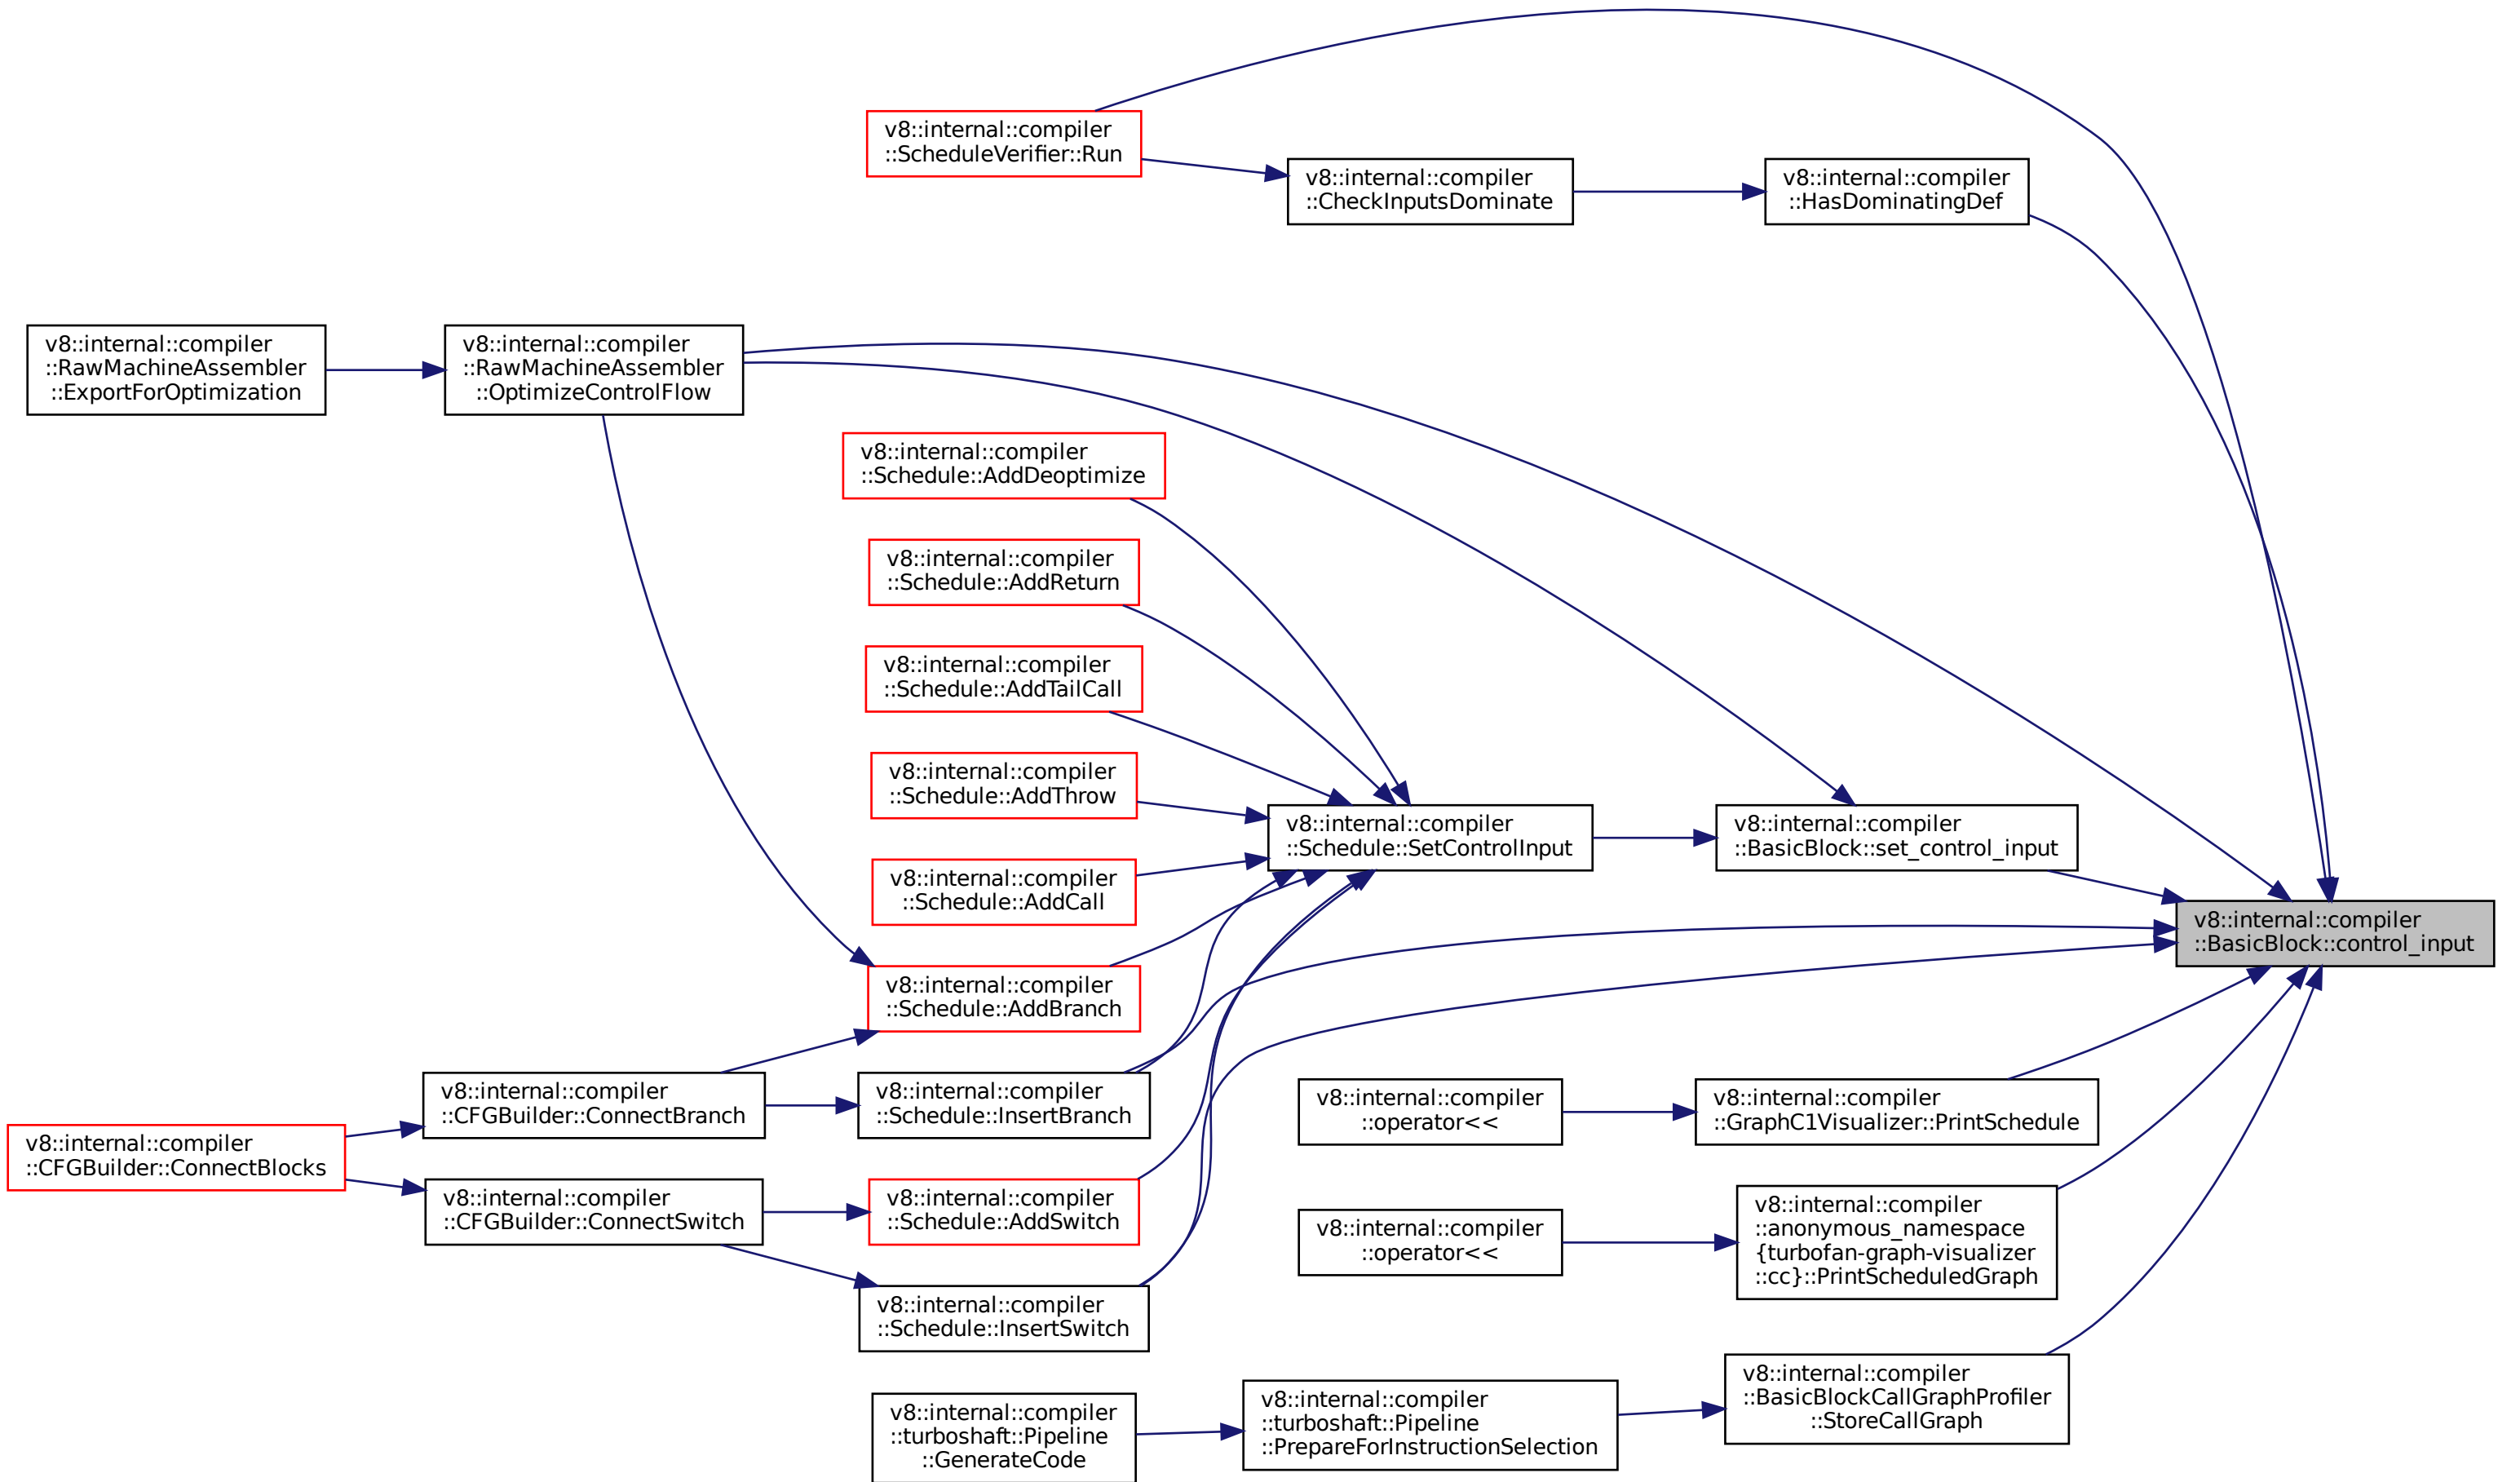 v8::internal::compiler
::ScheduleVerifier::Run
v8::internal::compiler
::CheckInputsDominate
v8::internal::compiler
::HasDominatingDef
v8::internal::compiler
::RawMachineAssembler
::ExportForOptimization
v8::internal::compiler
::RawMachineAssembler
::OptimizeControlFlow
v8::internal::compiler
::Schedule::AddDeoptimize
v8::internal::compiler
::Schedule::AddReturn
v8::internal::compiler
::Schedule::AddTailCall
v8::internal::compiler
::Schedule::AddThrow
v8::internal::compiler
::Schedule::AddCall
v8::internal::compiler
::Schedule::SetControlInput
v8::internal::compiler
::BasicBlock::set_control_input
v8::internal::compiler
::BasicBlock::control_input
v8::internal::compiler
::Schedule::AddBranch
v8::internal::compiler
::CFGBuilder::ConnectBranch
v8::internal::compiler
::Schedule::InsertBranch
v8::internal::compiler
::CFGBuilder::ConnectBlocks
v8::internal::compiler
::CFGBuilder::ConnectSwitch
v8::internal::compiler
::Schedule::AddSwitch
v8::internal::compiler
::Schedule::InsertSwitch
v8::internal::compiler
::operator<<
v8::internal::compiler
::GraphC1Visualizer::PrintSchedule
v8::internal::compiler
::operator<<
v8::internal::compiler
::anonymous_namespace
{turbofan-graph-visualizer
::cc}::PrintScheduledGraph
v8::internal::compiler
::turboshaft::Pipeline
::GenerateCode
v8::internal::compiler
::turboshaft::Pipeline
::PrepareForInstructionSelection
v8::internal::compiler
::BasicBlockCallGraphProfiler
::StoreCallGraph